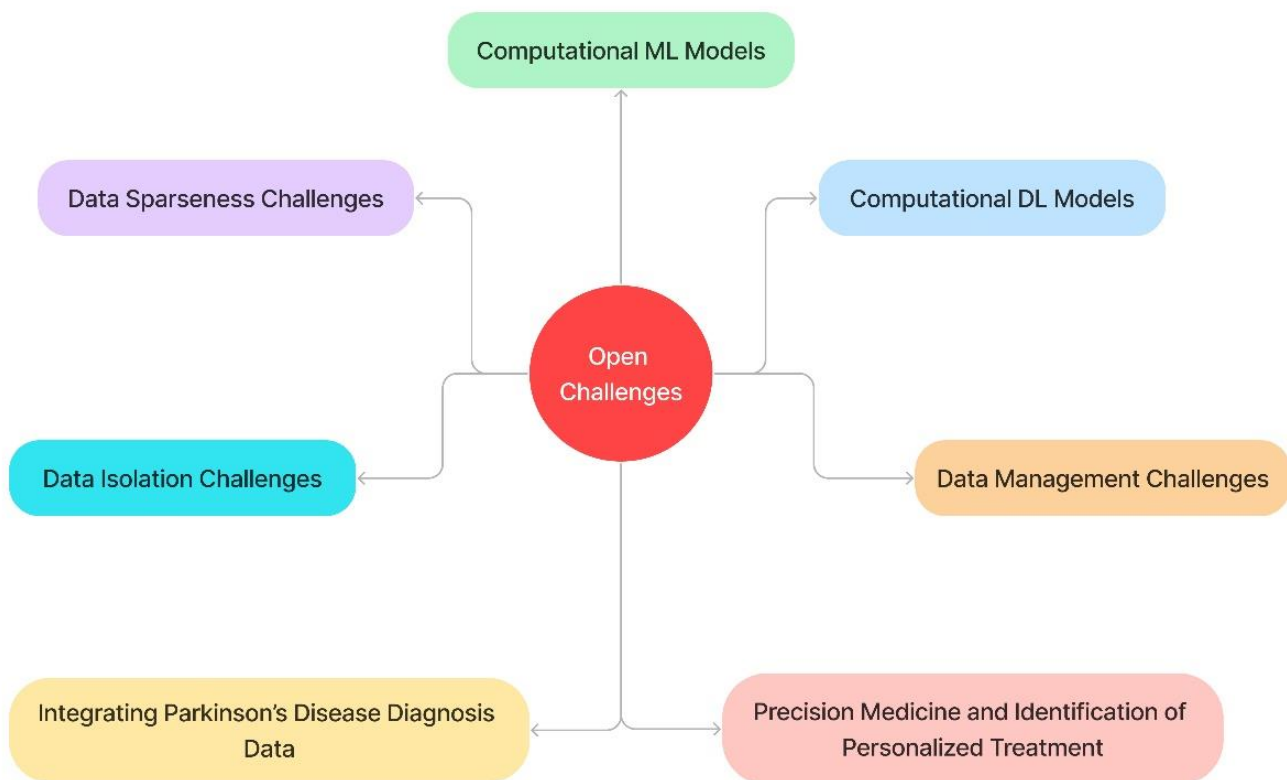 Computational ML Models
Data Sparseness Challenges
Computational DL Models
Open
Challenges
Data Isolation Challenges
Data Management Challenges
Integrating Parkinson’s Disease Diagnosis
Data
Precision Medicine and Identification of
Personalized Treatment